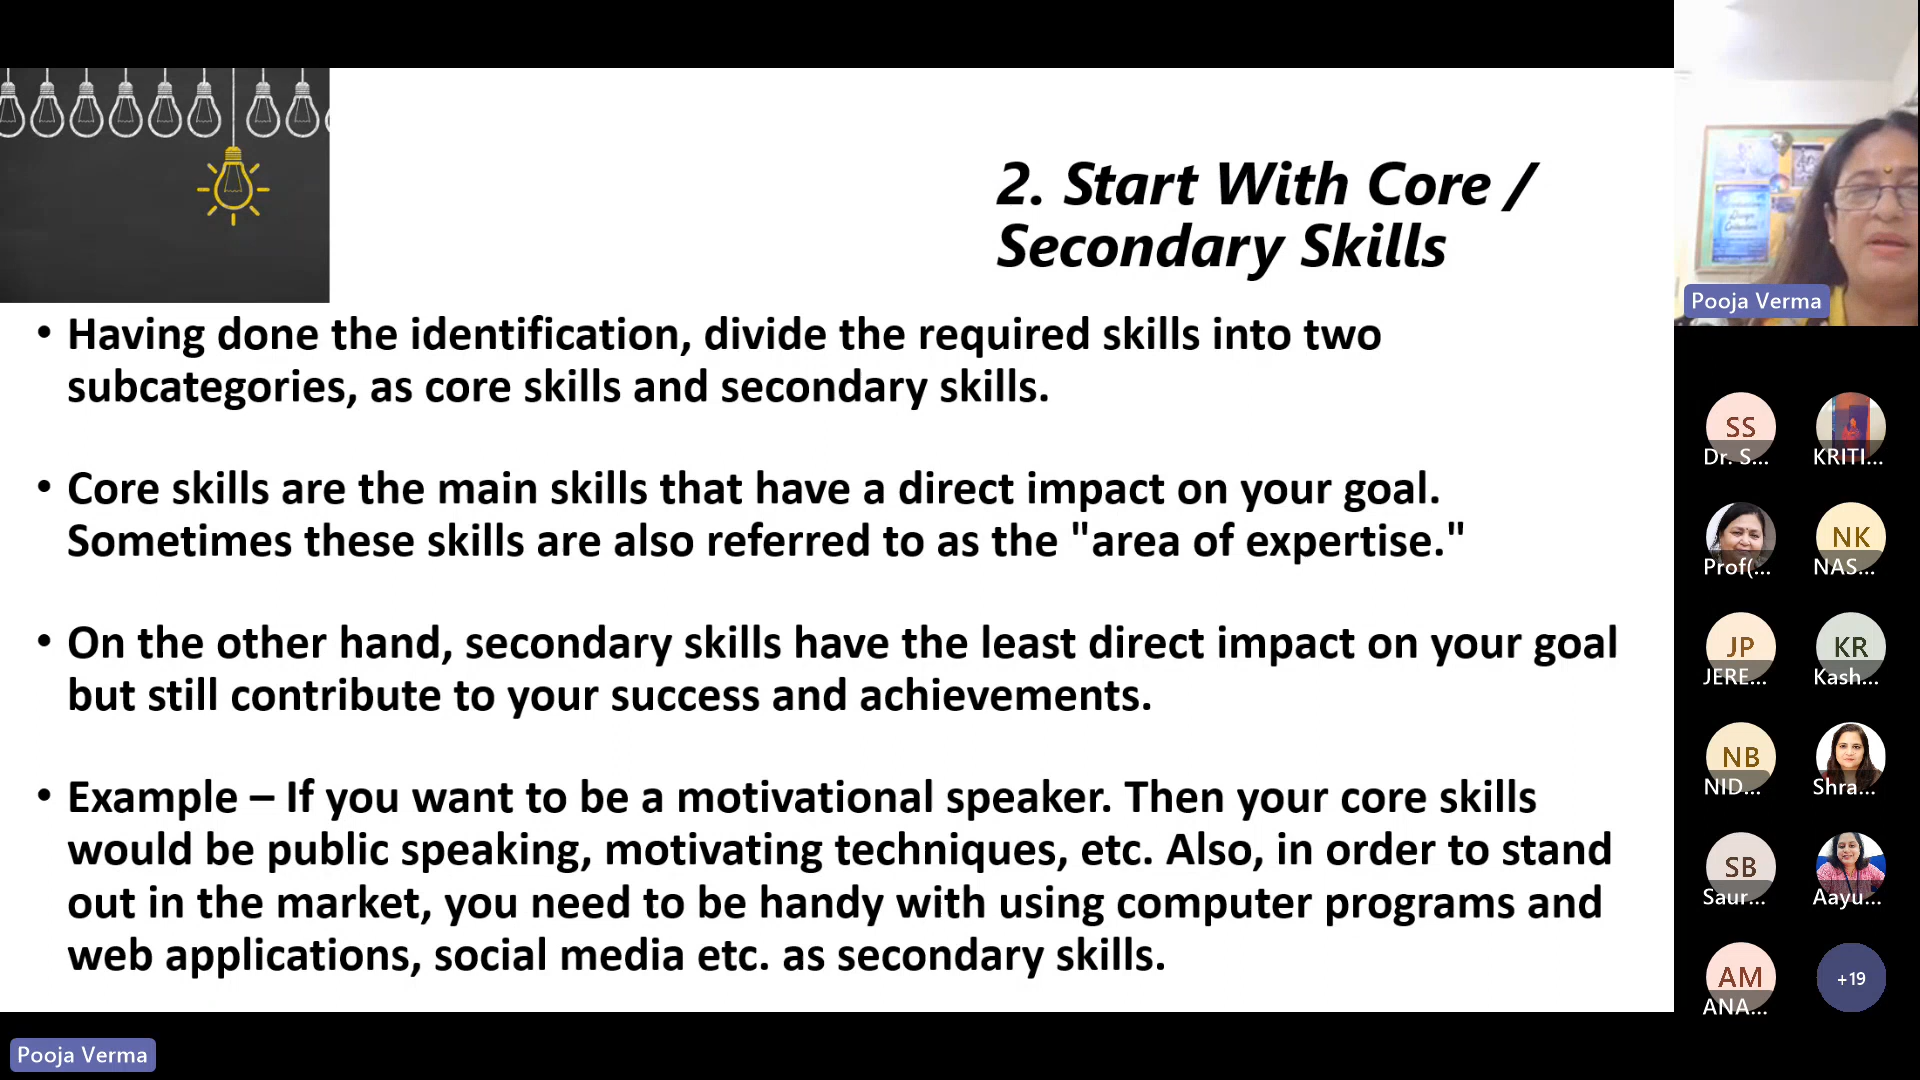 2. Start With Core /
Secondary Skills
• Having done the identification, divide the required skills into two
subcategories, as core skills and secondary skills.
• Core skills are the main skills that have a direct impact on your goal.
Sometimes these skills are also referred to as the "area of expertise."
• On the other hand, secondary skills have the least direct impact on your goal
but still contribute to your success and achievements.
• Example – If you want to be a motivational speaker. Then your core skills
would be public speaking, motivating techniques, etc. Also, in order to stand
out in the market, you need to be handy with using computer programs and
web applications, social media etc. as secondary skills.
Pooja Verma
Pooja Verma
SS
Dr. S...
KRITI...
Prof(...
NK
NAS...
JP
JERE...
KR
Kash...
NB
NID...
Shra...
SB
Saur...
Aayu...
AM
ANA...
+19